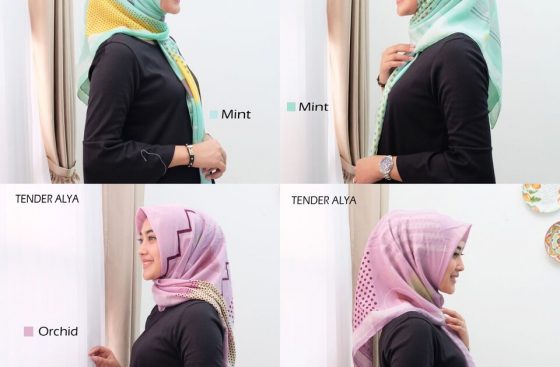 Mint
Mint
TENDER ALYA
TENDER ALYA
Orchid